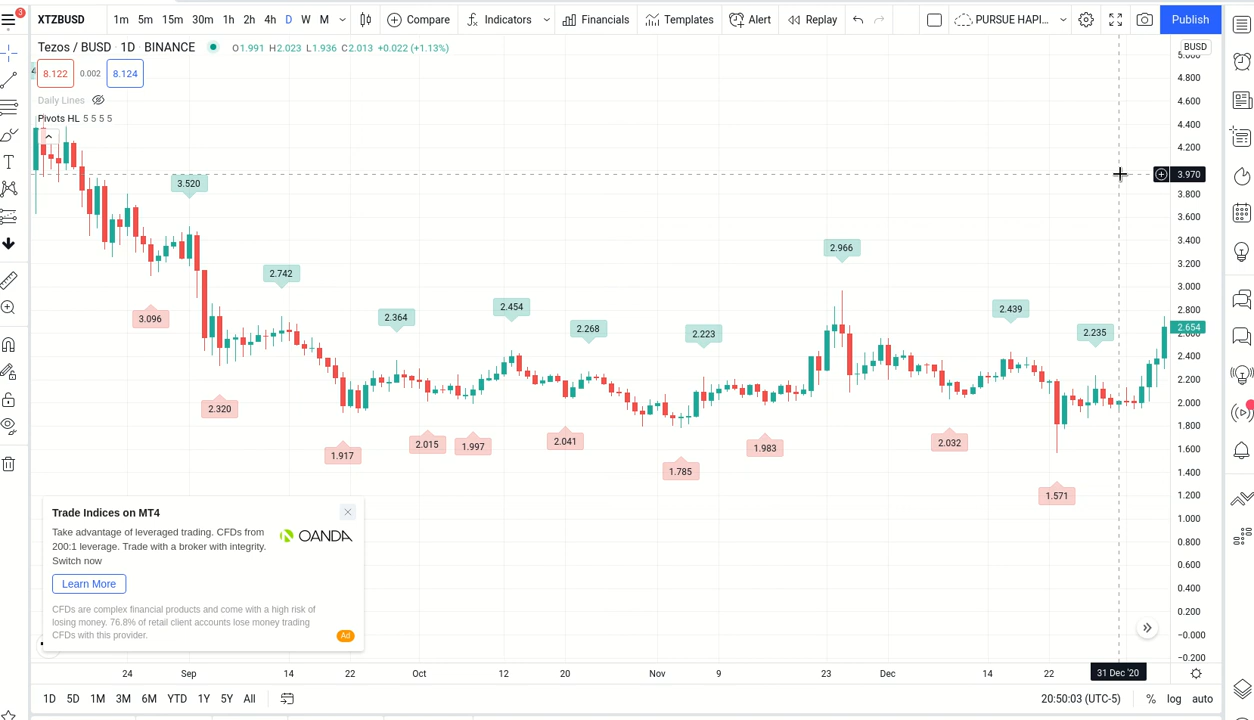 3
XTZBUSD 1m 5m 15m 30m 1h 2h 4h D W M Compare Indicators Financials Templates Alert Replay PURSUE HAPI... Publish
Tezos / BUSD · 1D · BINANCE O1.991 H2.023 L1.936 C2.013 +0.022 (+1.13%) BUSD
8.122 0.002 8.124
Daily Lines
Pivots HL 5 5 5 5
5.000
4.800
4.600
4.400
4.200
3.970
3.800
3.600
3.400
3.200
3.000
2.800
2.654
2.400
2.200
2.000
1.800
1.600
1.400
1.200
1.000
0.800
0.600
0.400
0.200
−0.000
−0.200
3.520
2.966
2.742
2.454
2.439
2.364
2.268
2.223
2.235
3.096
2.320
1.917
2.015
1.997
2.041
1.785
1.983
2.032
1.571
Trade Indices on MT4
Take advantage of leveraged trading. CFDs from
200:1 leverage. Trade with a broker with integrity.
Switch now
OANDA
Learn More
CFDs are complex financial products and come with a high risk of
losing money. 76.8% of retail client accounts lose money trading
CFDs with this provider.
Ad
24 Sep 14 22 Oct 12 20 Nov 9 23 Dec 14 22 31 Dec '20
1D 5D 1M 3M 6M YTD 1Y 5Y All 20:50:03 (UTC-5) % log auto